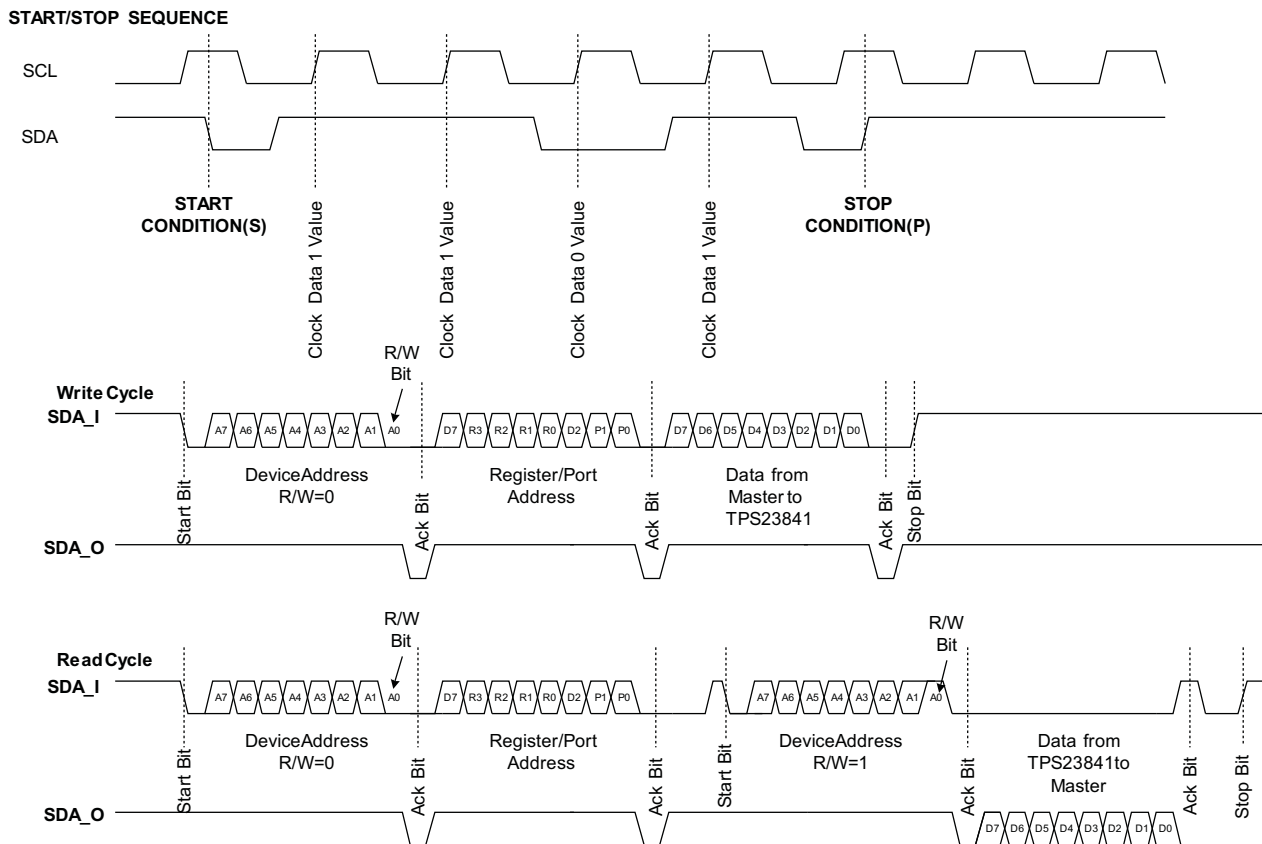 START/STOP SEQUENCE
SCL
SDA
START
CONDITION(S)
Clock Data 1 Value
Clock Data 1 Value
Clock Data 0 Value
Clock Data 1 Value
STOP
CONDITION(P)
R/W
Bit
Write Cycle
SDA_I
A7 A6 A5 A4 A3 A2 A1 A0
D7 R3 R2 R1 R0 D2 P1 P0
D7 D6 D5 D4 D3 D2 D1 D0
Start Bit
DeviceAddress
R/W=0
Ack Bit
Register/Port
Address
Ack Bit
Data from
Master to
TPS23841
Ack Bit
Stop Bit
SDA_O
R/W
Bit
R/W
Bit
Read Cycle
SDA_I
A7 A6 A5 A4 A3 A2 A1 A0
D7 R3 R2 R1 R0 D2 P1 P0
A7 A6 A5 A4 A3 A2 A1 A0
Start Bit
DeviceAddress
R/W=0
Ack Bit
Register/Port
Address
Ack Bit
Start Bit
DeviceAddress
R/W=1
Ack Bit
Data from
TPS23841to
Master
Ack Bit
Stop Bit
SDA_O
D7 D6 D5 D4 D3 D2 D1 D0